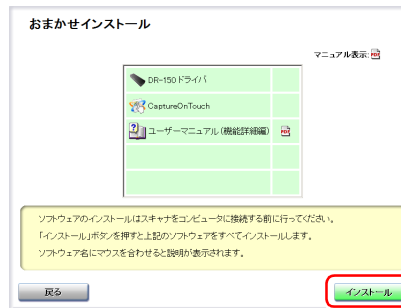 おまかせインストール
マニュアル表示:
DR-150 ドライバ
CaptureOnTouch
ユーザーマニュアル(機能詳細編)
ソフトウェアのインストールはスキャナをコンピュータに接続する前に行ってください。
「インストール」ボタンを押すと上記のソフトウェアをすべてインストールします。
ソフトウェア名にマウスを合わせると説明が表示されます。
戻る
インストール